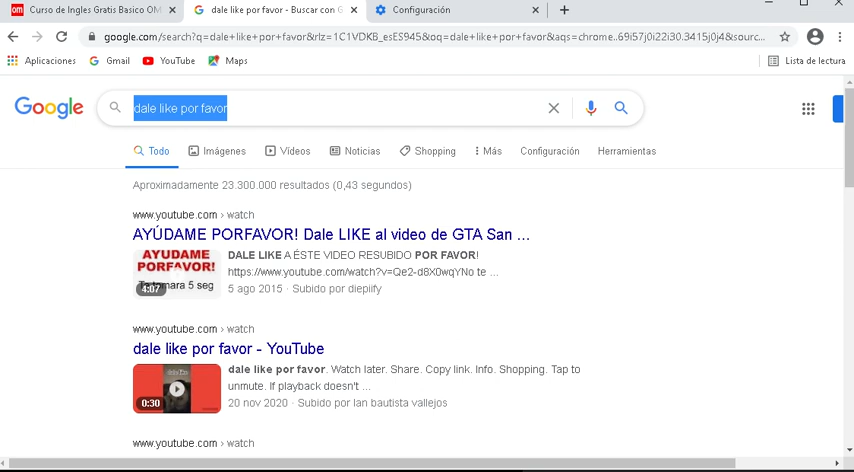 Curso de Ingles Gratis Basico OM
dale like por favor - Buscar con G
Configuración
google.com/search?q=dale+like+por+favor&rlz=1C1VDKB_esES945&oq=dale+like+por+favor&aqs=chrome..69i57j0i22i30.3415j0j4&sourc...
Aplicaciones
Gmail
YouTube
Maps
Lista de lectura
Google
dale like por favor
Todo
Imágenes
Vídeos
Noticias
Shopping
Más
Configuración
Herramientas
Aproximadamente 23.300.000 resultados (0,43 segundos)
www.youtube.com › watch
AYÚDAME PORFAVOR! Dale LIKE al video de GTA San ...
AYUDAME
PORFAVOR!
Te tomara 5 seg
4:07
DALE LIKE A ÉSTE VIDEO RESUBIDO POR FAVOR!
https://www.youtube.com/watch?v=Qe2-d8X0wqYNo te ...
5 ago 2015 · Subido por diepiify
www.youtube.com › watch
dale like por favor - YouTube
0:30
dale like por favor. Watch later. Share. Copy link. Info. Shopping. Tap to
unmute. If playback doesn't ...
20 nov 2020 · Subido por Ian bautista vallejos
www.youtube.com › watch